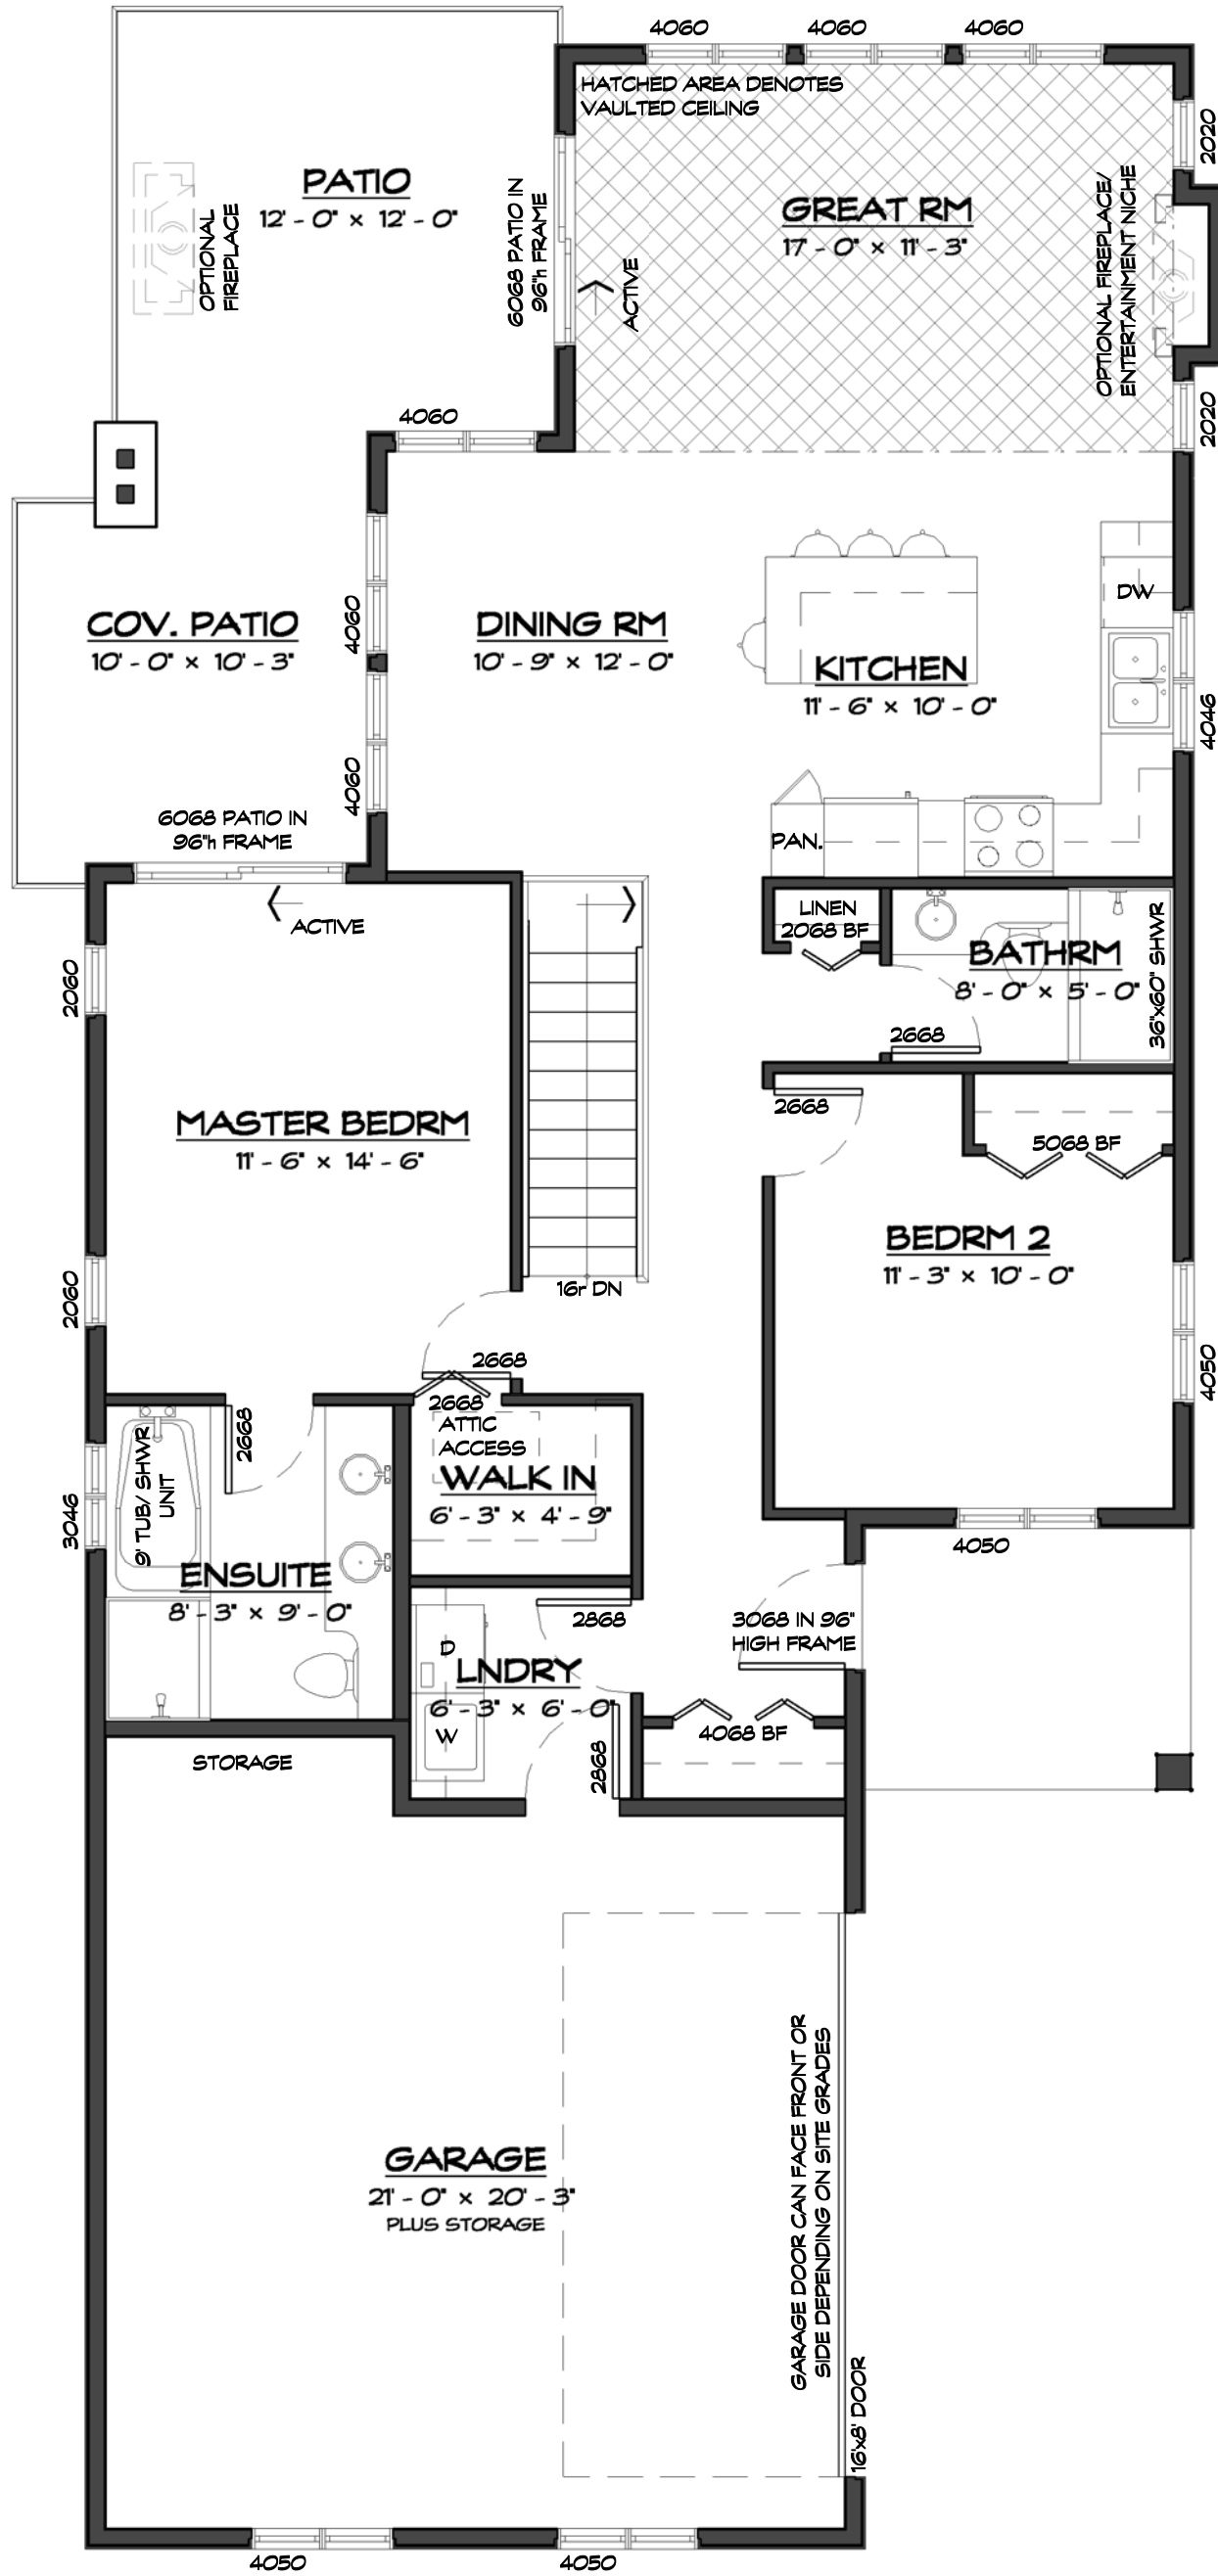 4060
4060
4060
HATCHED AREA DENOTES
VAULTED CEILING
2020
PATIO
12' - 0" × 12' - 0"
OPTIONAL
FIREPLACE
6068 PATIO IN
96"h FRAME
ACTIVE
GREAT RM
17' - 0" × 11' - 3"
OPTIONAL FIREPLACE/
ENTERTAINMENT NICHE
2020
4060
COV. PATIO
10' - 0" × 10' - 3"
4060
4060
DINING RM
10' - 9" × 12' - 0"
DW
KITCHEN
11' - 6" × 10' - 0"
4046
6068 PATIO IN
96"h FRAME
ACTIVE
PAN.
LINEN
2068 BF
BATHRM
8' - 0" × 5' - 0"
36"x60" SHWR
2668
2060
MASTER BEDRM
11' - 6" × 14' - 6"
2060
16r DN
2668
5068 BF
BEDRM 2
11' - 3" × 10' - 0"
4050
4050
2668
2668
ATTIC
ACCESS
WALK IN
6' - 3" × 4' - 9"
2668
9' TUB/ SHWR
UNIT
3046
ENSUITE
8' - 3" × 9' - 0"
2868
3068 IN 96"
HIGH FRAME
D
LNDRY
6' - 3" × 6' - 0"
W
2868
4068 BF
STORAGE
GARAGE
21' - 0" × 20' - 3"
PLUS STORAGE
GARAGE DOOR CAN FACE FRONT OR
SIDE DEPENDING ON SITE GRADES
16'x8' DOOR
4050
4050